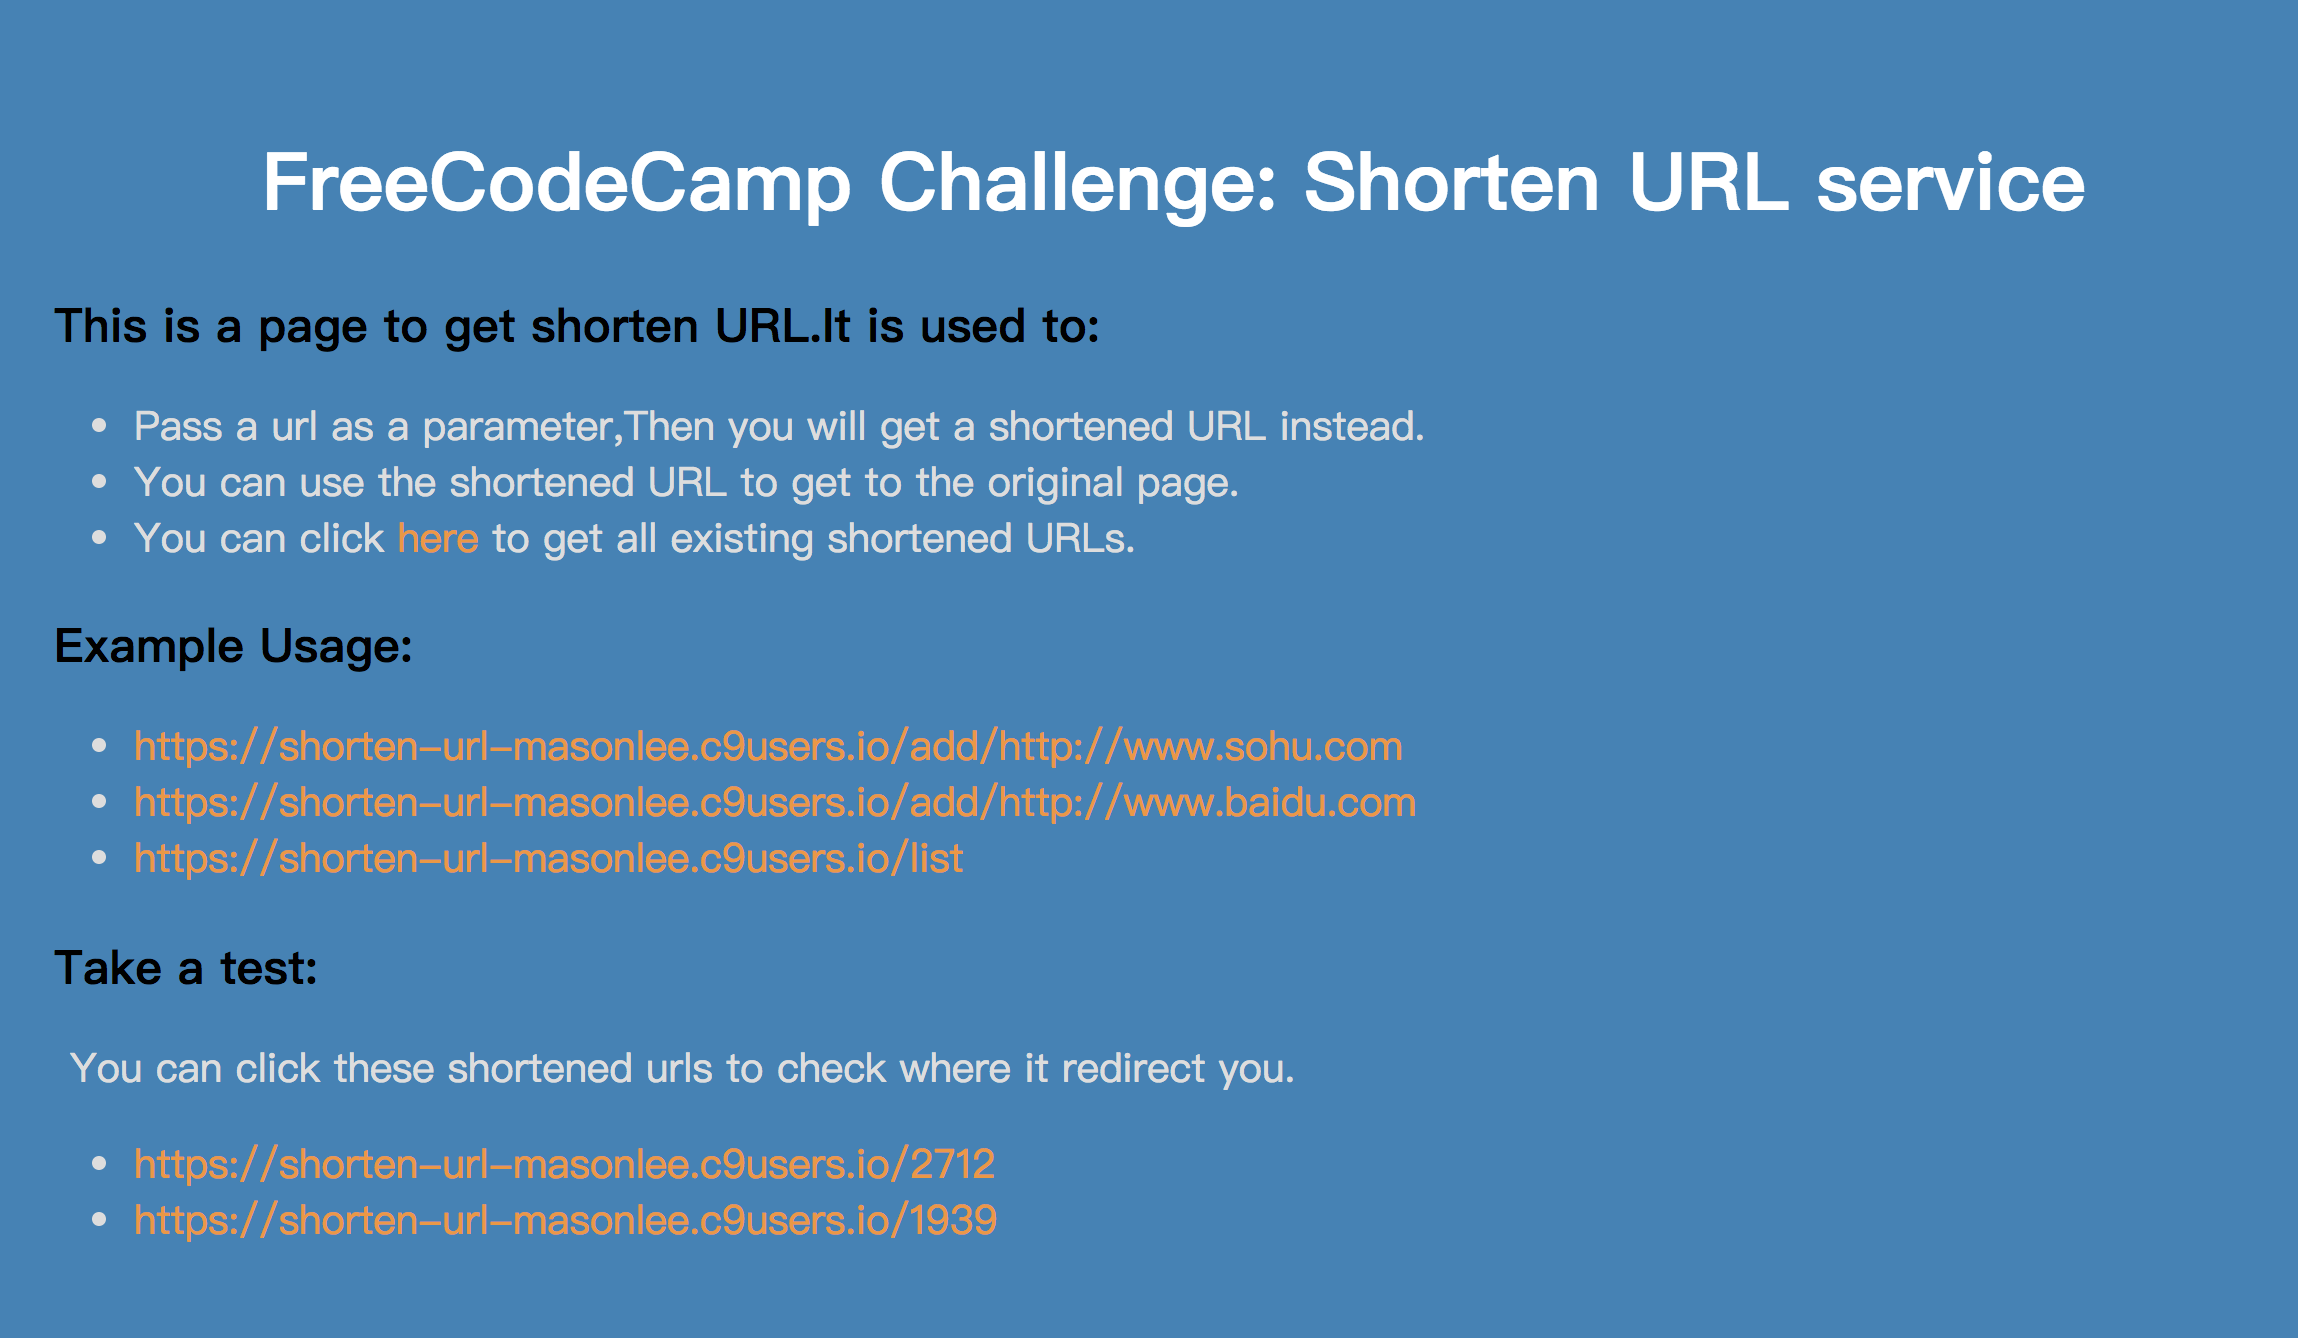 FreeCodeCamp Challenge: Shorten URL service
This is a page to get shorten URL.It is used to:
Pass a url as a parameter,Then you will get a shortened URL instead.
You can use the shortened URL to get to the original page.
You can click here to get all existing shortened URLs.
Example Usage:
https://shorten-url-masonlee.c9users.io/add/http://www.sohu.com
https://shorten-url-masonlee.c9users.io/add/http://www.baidu.com
https://shorten-url-masonlee.c9users.io/list
Take a test:
You can click these shortened urls to check where it redirect you.
https://shorten-url-masonlee.c9users.io/2712
https://shorten-url-masonlee.c9users.io/1939